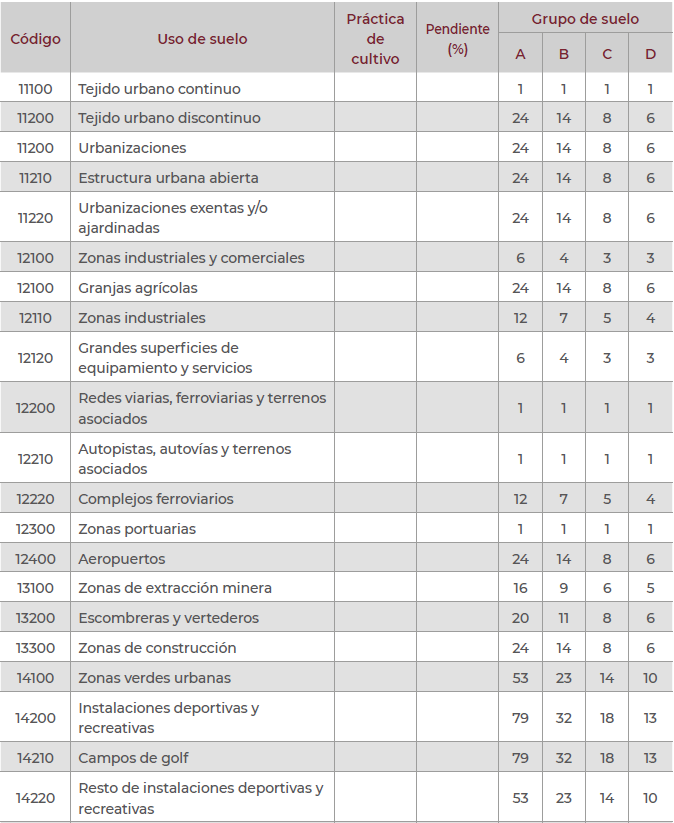 Código Uso de suelo Práctica de cultivo Pendiente (%) Grupo de suelo
A B C D
11100 Tejido urbano continuo 1 1 1 1
11200 Tejido urbano discontinuo 24 14 8 6
11200 Urbanizaciones 24 14 8 6
11210 Estructura urbana abierta 24 14 8 6
11220 Urbanizaciones exentas y/o
ajardinadas 24 14 8 6
12100 Zonas industriales y comerciales 6 4 3 3
12100 Granjas agrícolas 24 14 8 6
12110 Zonas industriales 12 7 5 4
12120 Grandes superficies de
equipamiento y servicios 6 4 3 3
12200 Redes viarias, ferroviarias y terrenos
asociados 1 1 1 1
12210 Autopistas, autovías y terrenos
asociados 1 1 1 1
12220 Complejos ferroviarios 12 7 5 4
12300 Zonas portuarias 1 1 1 1
12400 Aeropuertos 24 14 8 6
13100 Zonas de extracción minera 16 9 6 5
13200 Escombreras y vertederos 20 11 8 6
13300 Zonas de construcción 24 14 8 6
14100 Zonas verdes urbanas 53 23 14 10
14200 Instalaciones deportivas y
recreativas 79 32 18 13
14210 Campos de golf 79 32 18 13
14220 Resto de instalaciones deportivas y
recreativas 53 23 14 10